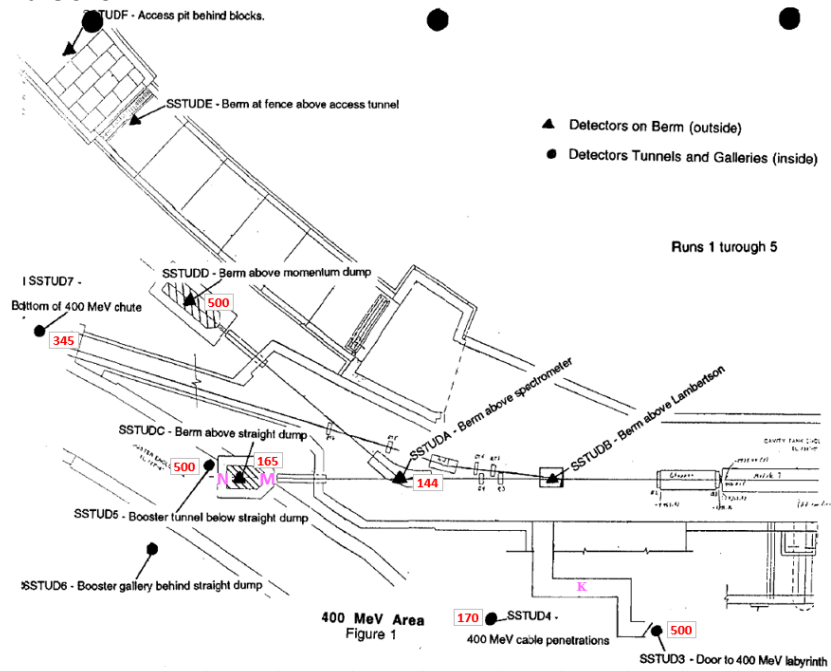 SSTUDF - Access pit behind blocks.
SSTUDE - Berm at fence above access tunnel
Detectors on Berm (outside)
Detectors Tunnels and Galleries (inside)
Runs 1 turough 5
SSTUDD - Berm above momentum dump
500
SSTUD7 -
Bottom of 400 MeV chute
345
SSTUDA - Berm above spectrometer
SSTUDB - Berm above Lambertson
SSTUDC - Berm above straight dump
165
500
N
M
144
SSTUD5 - Booster tunnel below straight dump
SSTUD6 - Booster gallery behind straight dump
K
400 MeV Area
Figure 1
170
SSTUD4 -
400 MeV cable penetrations
500
SSTUD3 - Door to 400 MeV labyrinth